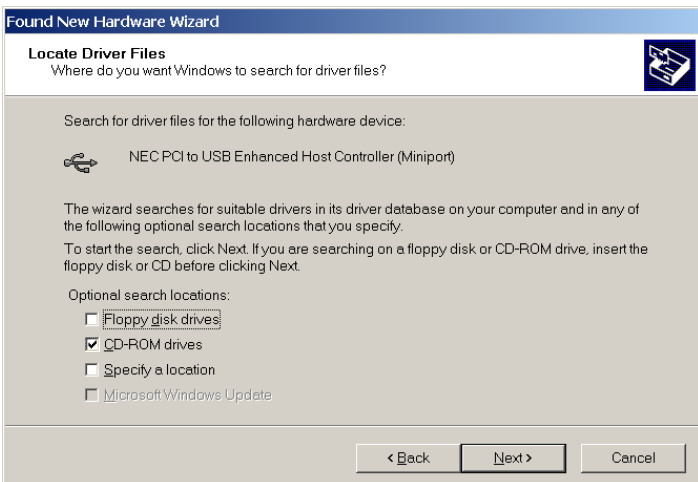 Found New Hardware Wizard
Locate Driver Files
Where do you want Windows to search for driver files?
Search for driver files for the following hardware device:
NEC PCI to USB Enhanced Host Controller (Miniport)
The wizard searches for suitable drivers in its driver database on your computer and in any of
the following optional search locations that you specify.
To start the search, click Next. If you are searching on a floppy disk or CD-ROM drive, insert the
floppy disk or CD before clicking Next.
Optional search locations:
Floppy disk drives
CD-ROM drives
Specify a location
Microsoft Windows Update
< Back Next > Cancel